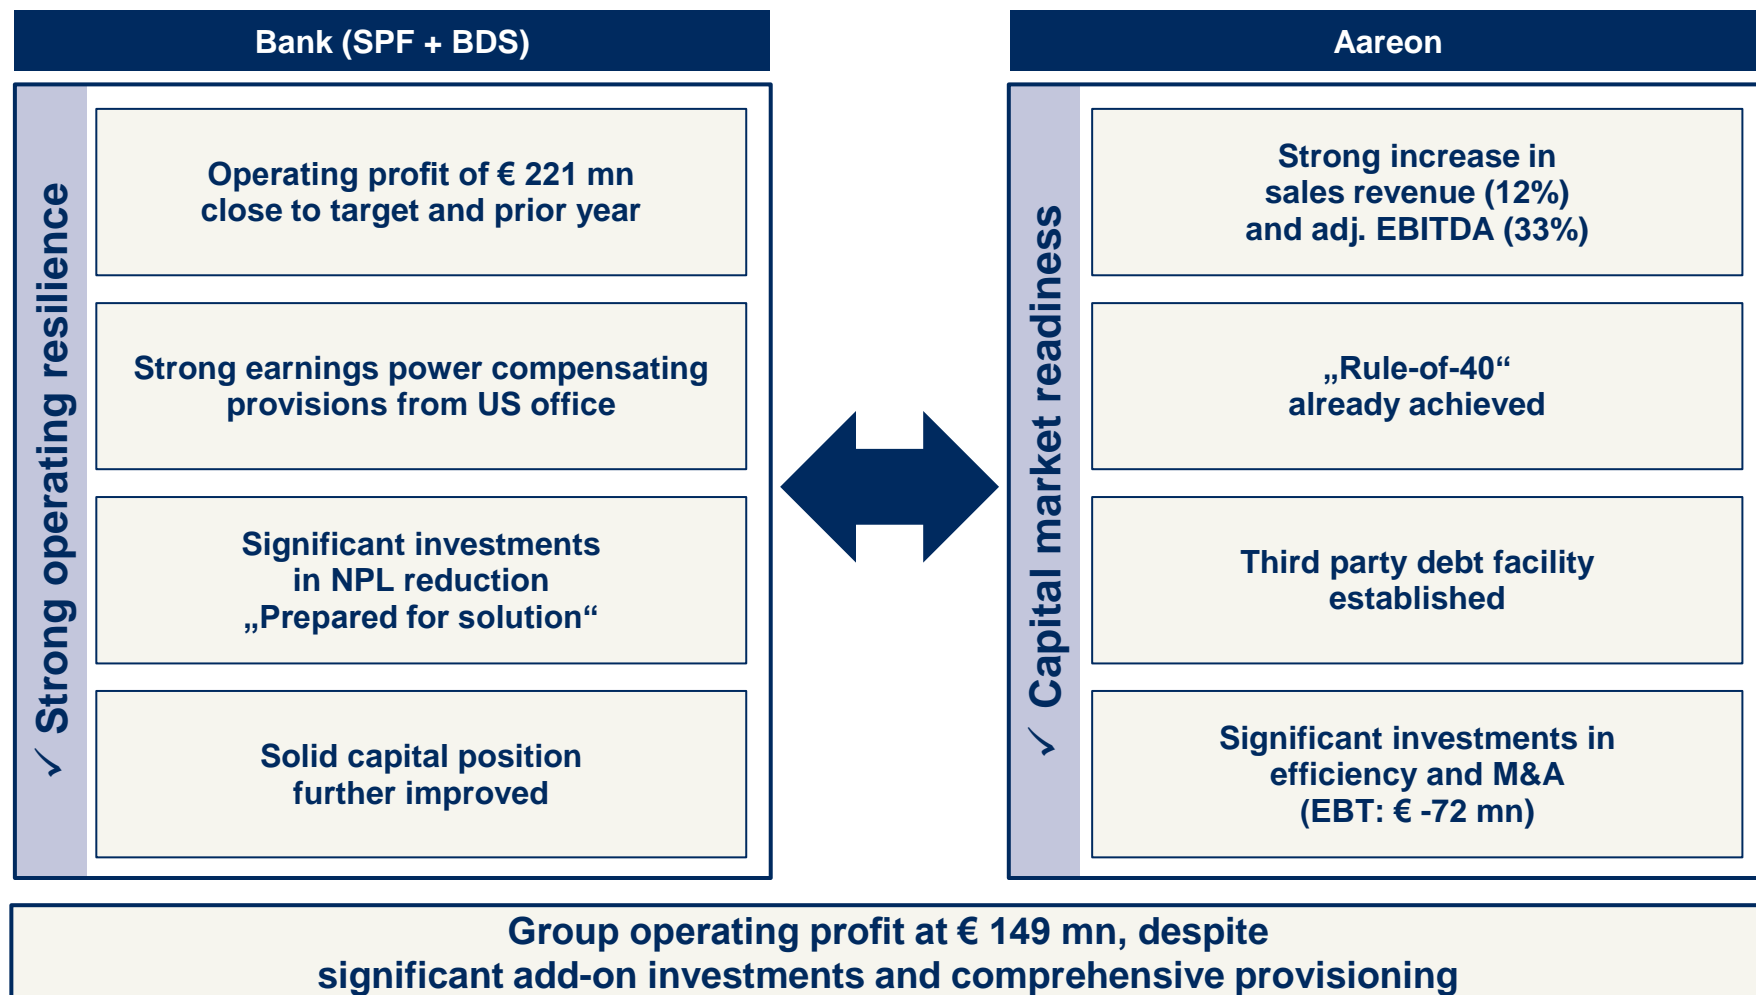 Bank (SPF + BDS)
✓ Strong operating resilience
Operating profit of € 221 mn
close to target and prior year
Strong earnings power compensating
provisions from US office
Significant investments
in NPL reduction
„Prepared for solution“
Solid capital position
further improved
Aareon
✓ Capital market readiness
Strong increase in
sales revenue (12%)
and adj. EBITDA (33%)
„Rule-of-40“
already achieved
Third party debt facility
established
Significant investments in
efficiency and M&A
(EBT: € -72 mn)
Group operating profit at € 149 mn, despite
significant add-on investments and comprehensive provisioning